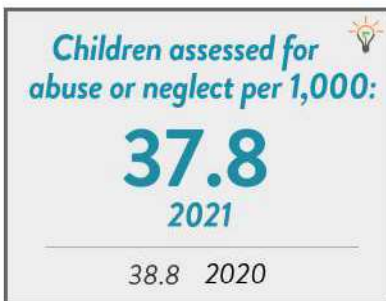 Children assessed for
abuse or neglect per 1,000:
37.8
2021
38.8 2020